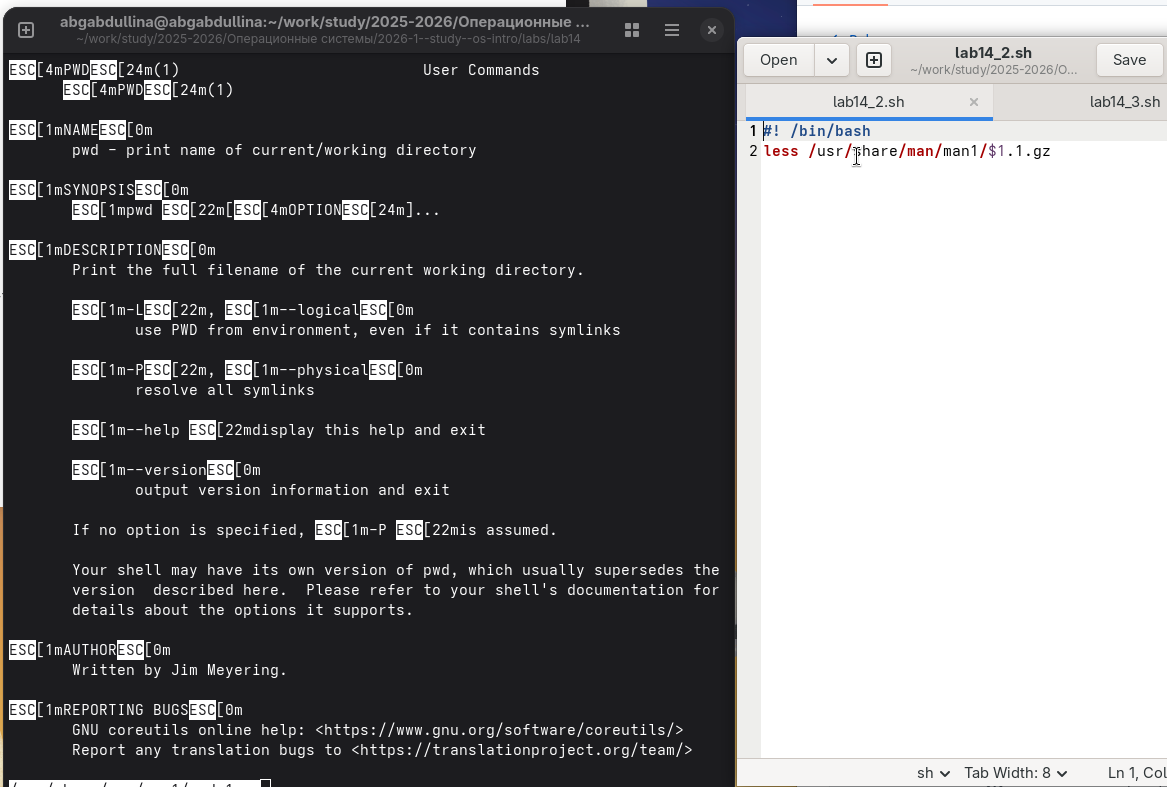 abgabdullina@abgabdullina:~/work/study/2025-2026/Операционные ...
~/work/study/2025-2026/Операционные системы/2026-1--study--os-intro/labs/lab14
ESC[4mPWDESC[24m(1) User Commands
ESC[4mPWDESC[24m(1)
ESC[1mNAMEESC[0m
pwd - print name of current/working directory
ESC[1mSYNOPSISESC[0m
ESC[1mpwd ESC[22m[ESC[4mOPTIONESC[24m]...
ESC[1mDESCRIPTIONESC[0m
Print the full filename of the current working directory.
ESC[1m-LESC[22m, ESC[1m--logicalESC[0m
use PWD from environment, even if it contains symlinks
ESC[1m-PESC[22m, ESC[1m--physicalESC[0m
resolve all symlinks
ESC[1m--help ESC[22mdisplay this help and exit
ESC[1m--versionESC[0m
output version information and exit
If no option is specified, ESC[1m-P ESC[22mis assumed.
Your shell may have its own version of pwd, which usually supersedes the
version  described here.  Please refer to your shell's documentation for
details about the options it supports.
ESC[1mAUTHORESC[0m
Written by Jim Meyering.
ESC[1mREPORTING BUGSESC[0m
GNU coreutils online help: <https://www.gnu.org/software/coreutils/>
Report any translation bugs to <https://translationproject.org/team/>
Open
lab14_2.sh
~/work/study/2025-2026/О...
Save
lab14_2.sh
lab14_3.sh
1 #! /bin/bash
2 less /usr/share/man/man1/$1.1.gz
sh Tab Width: 8 Ln 1, Col